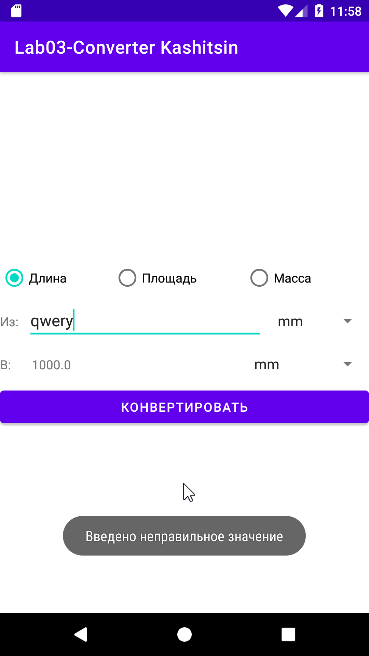 11:58
Lab03-Converter Kashitsin
Длина Площадь Масса
Из: qwery mm
В: 1000.0 mm
КОНВЕРТИРОВАТЬ
Введено неправильное значение